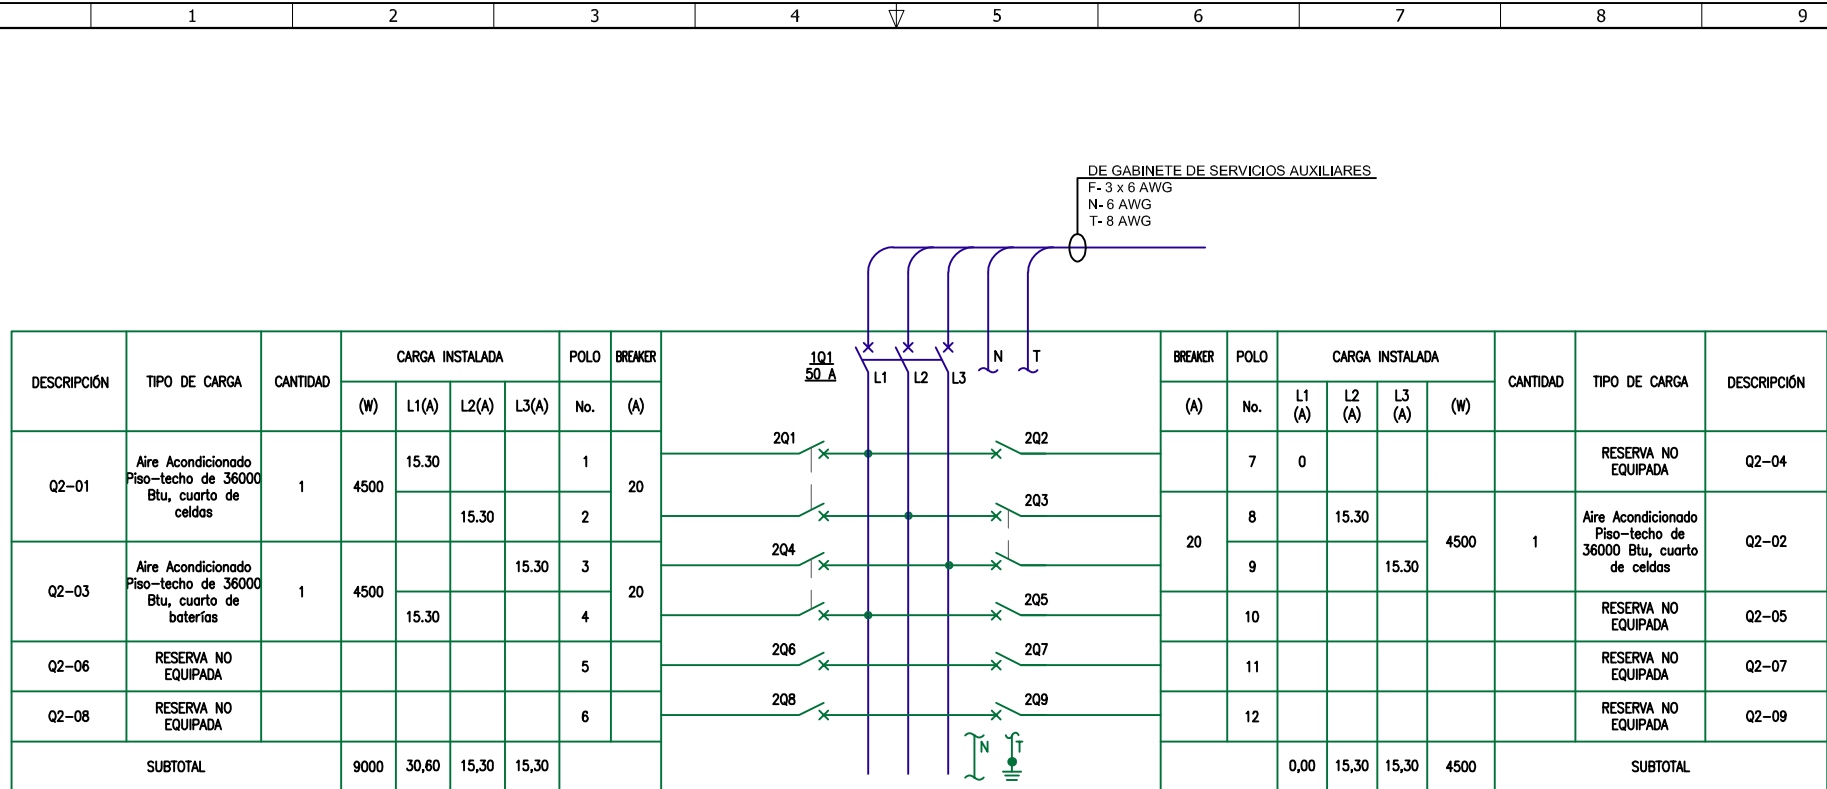 1 2 3 4 5 6 7 8 9
DE GABINETE DE SERVICIOS AUXILIARES
F- 3 x 6 AWG
N- 6 AWG
T- 8 AWG
DESCRIPCIÓN TIPO DE CARGA CANTIDAD CARGA INSTALADA POLO BREAKER
(W) L1(A) L2(A) L3(A) No. (A)
Q2-01
Aire Acondicionado
Piso-techo de 36000
Btu, cuarto de
celdas
1 4500 15.30 1 20
15.30 2
Q2-03
Aire Acondicionado
Piso-techo de 36000
Btu, cuarto de
baterías
1 4500 15.30 3 20
15.30 4
Q2-06
RESERVA NO
EQUIPADA
5
Q2-08
RESERVA NO
EQUIPADA
6
SUBTOTAL 9000 30,60 15,30 15,30
1Q1
50 A
L1 L2 L3 N T
2Q1 2Q2
2Q3
2Q4
2Q5
2Q6 2Q7
2Q8 2Q9
N T
BREAKER POLO CARGA INSTALADA CANTIDAD TIPO DE CARGA DESCRIPCIÓN
(A) No. L1 (A) L2 (A) L3 (A) (W)
7 0
RESERVA NO
EQUIPADA
Q2-04
20 8 15.30 4500 1
9 15.30
Aire Acondicionado
Piso-techo de
36000 Btu, cuarto
de celdas
Q2-02
10
RESERVA NO
EQUIPADA
Q2-05
11
RESERVA NO
EQUIPADA
Q2-07
12
RESERVA NO
EQUIPADA
Q2-09
0,00 15,30 15,30 4500 SUBTOTAL